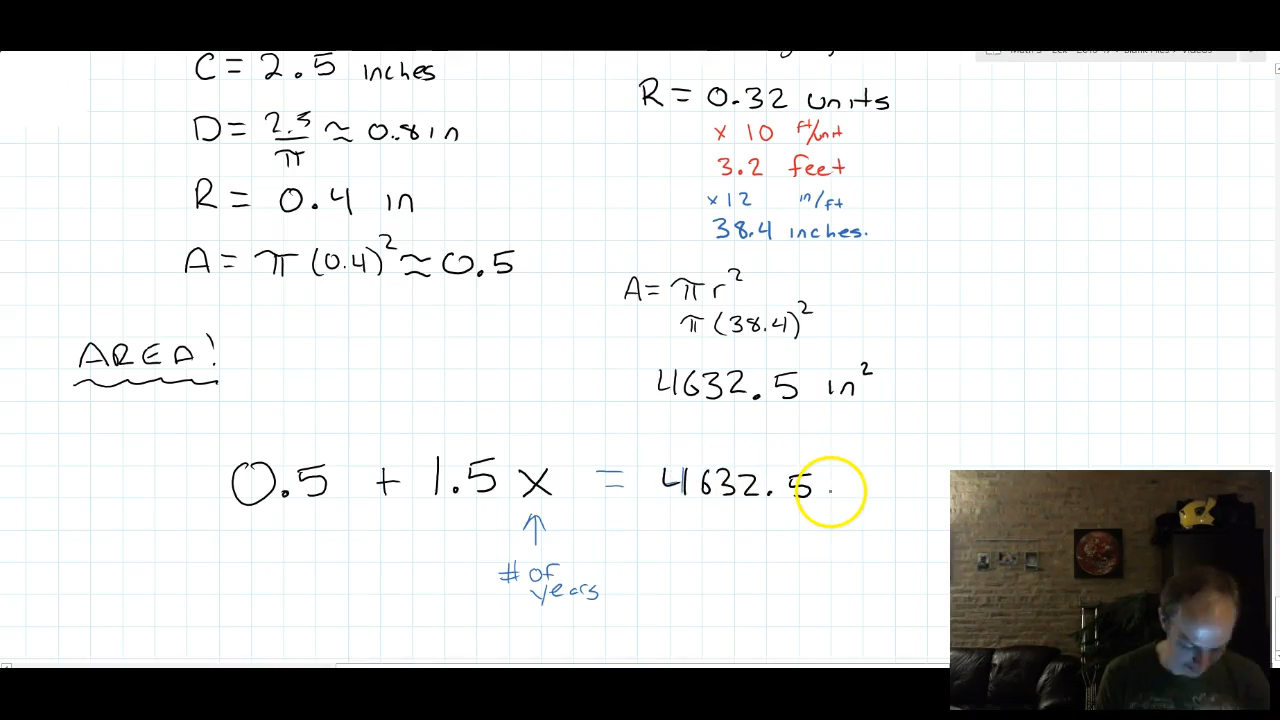 C = 2.5 inches
D = 2.5/π ≈ 0.8 in
R = 0.4 in
A = π(0.4)² ≈ 0.5
AREA!
R = 0.32 units
x 10 ft/unit
3.2 feet
x12 in/ft
38.4 inches.
A = πr²
π(38.4)²
4632.5 in²
0.5 + 1.5x = 4632.5
↑
# of
years